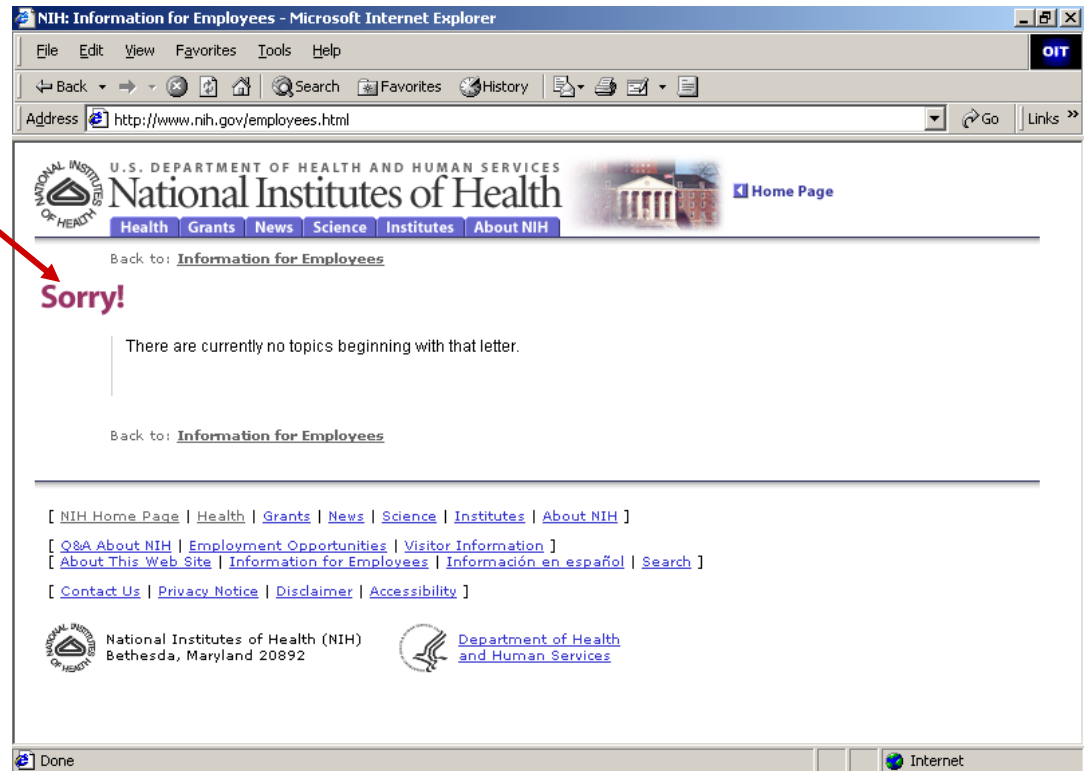 NIH: Information for Employees - Microsoft Internet Explorer
File Edit View Favorites Tools Help
OIT
Back Search Favorites History
Address http://www.nih.gov/employees.html Go Links »
NATIONAL INSTITUTES OF HEALTH
U.S. DEPARTMENT OF HEALTH AND HUMAN SERVICES
National Institutes of Health
Home Page
Health Grants News Science Institutes About NIH
Back to: Information for Employees
Sorry!
There are currently no topics beginning with that letter.
Back to: Information for Employees
[ NIH Home Page | Health | Grants | News | Science | Institutes | About NIH ]
[ Q&A About NIH | Employment Opportunities | Visitor Information ]
[ About This Web Site | Information for Employees | Información en español | Search ]
[ Contact Us | Privacy Notice | Disclaimer | Accessibility ]
National Institutes of Health (NIH) Department of Health
Bethesda, Maryland 20892 and Human Services
Done Internet